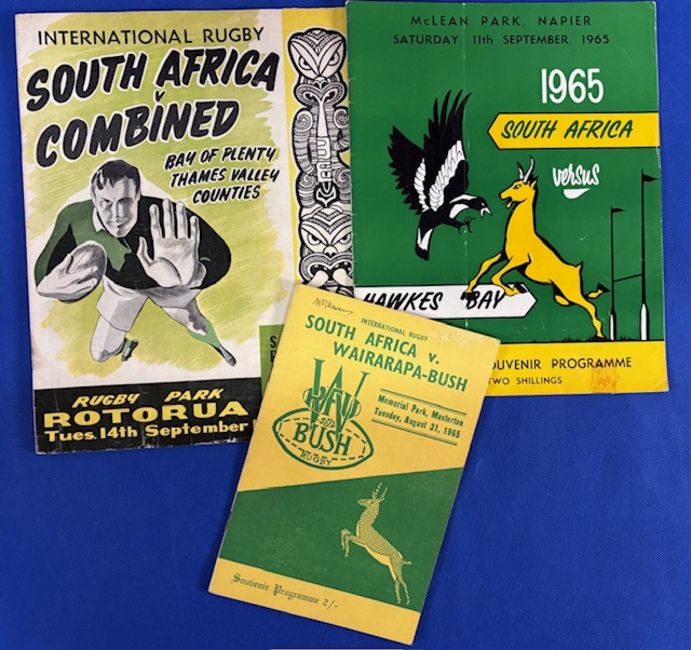 INTERNATIONAL RUGBY
SOUTH AFRICA
v
COMBINED
BAY OF PLENTY
THAMES VALLEY
COUNTIES
RUGBY PARK
ROTORUA
Tues. 14th September
McLEAN PARK, NAPIER
SATURDAY, 11th SEPTEMBER, 1965
1965
SOUTH AFRICA
versus
HAWKES BAY
SOUVENIR PROGRAMME
TWO SHILLINGS
INTERNATIONAL RUGBY
SOUTH AFRICA v.
WAIRARAPA-BUSH
Memorial Park, Masterton
Tuesday, August 31, 1965
BUSH
RUGBY
Souvenir Programme 2/-